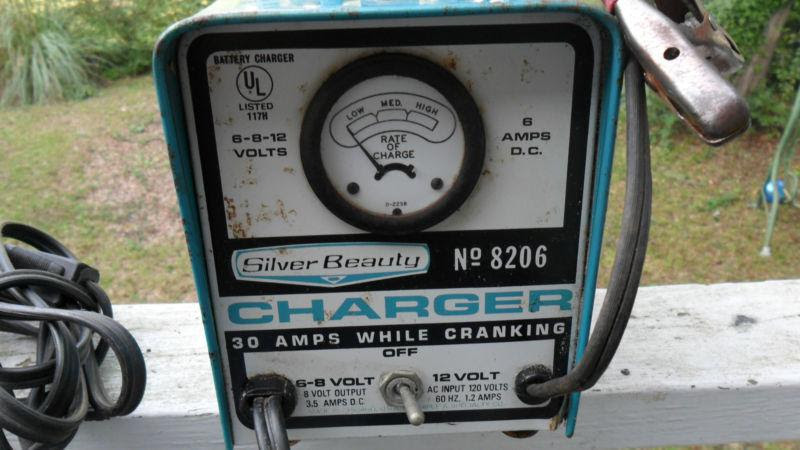 BATTERY CHARGER
UL
LISTED
117H
6-8-12
VOLTS
LOW MED. HIGH
RATE
OF
CHARGE
D-2258
6
AMPS
D.C.
Silver Beauty
No 8206
CHARGER
30 AMPS WHILE CRANKING
OFF
6-8 VOLT
8 VOLT OUTPUT
3.5 AMPS D.C.
12 VOLT
AC INPUT 120 VOLTS
60 HZ. 1.2 AMPS